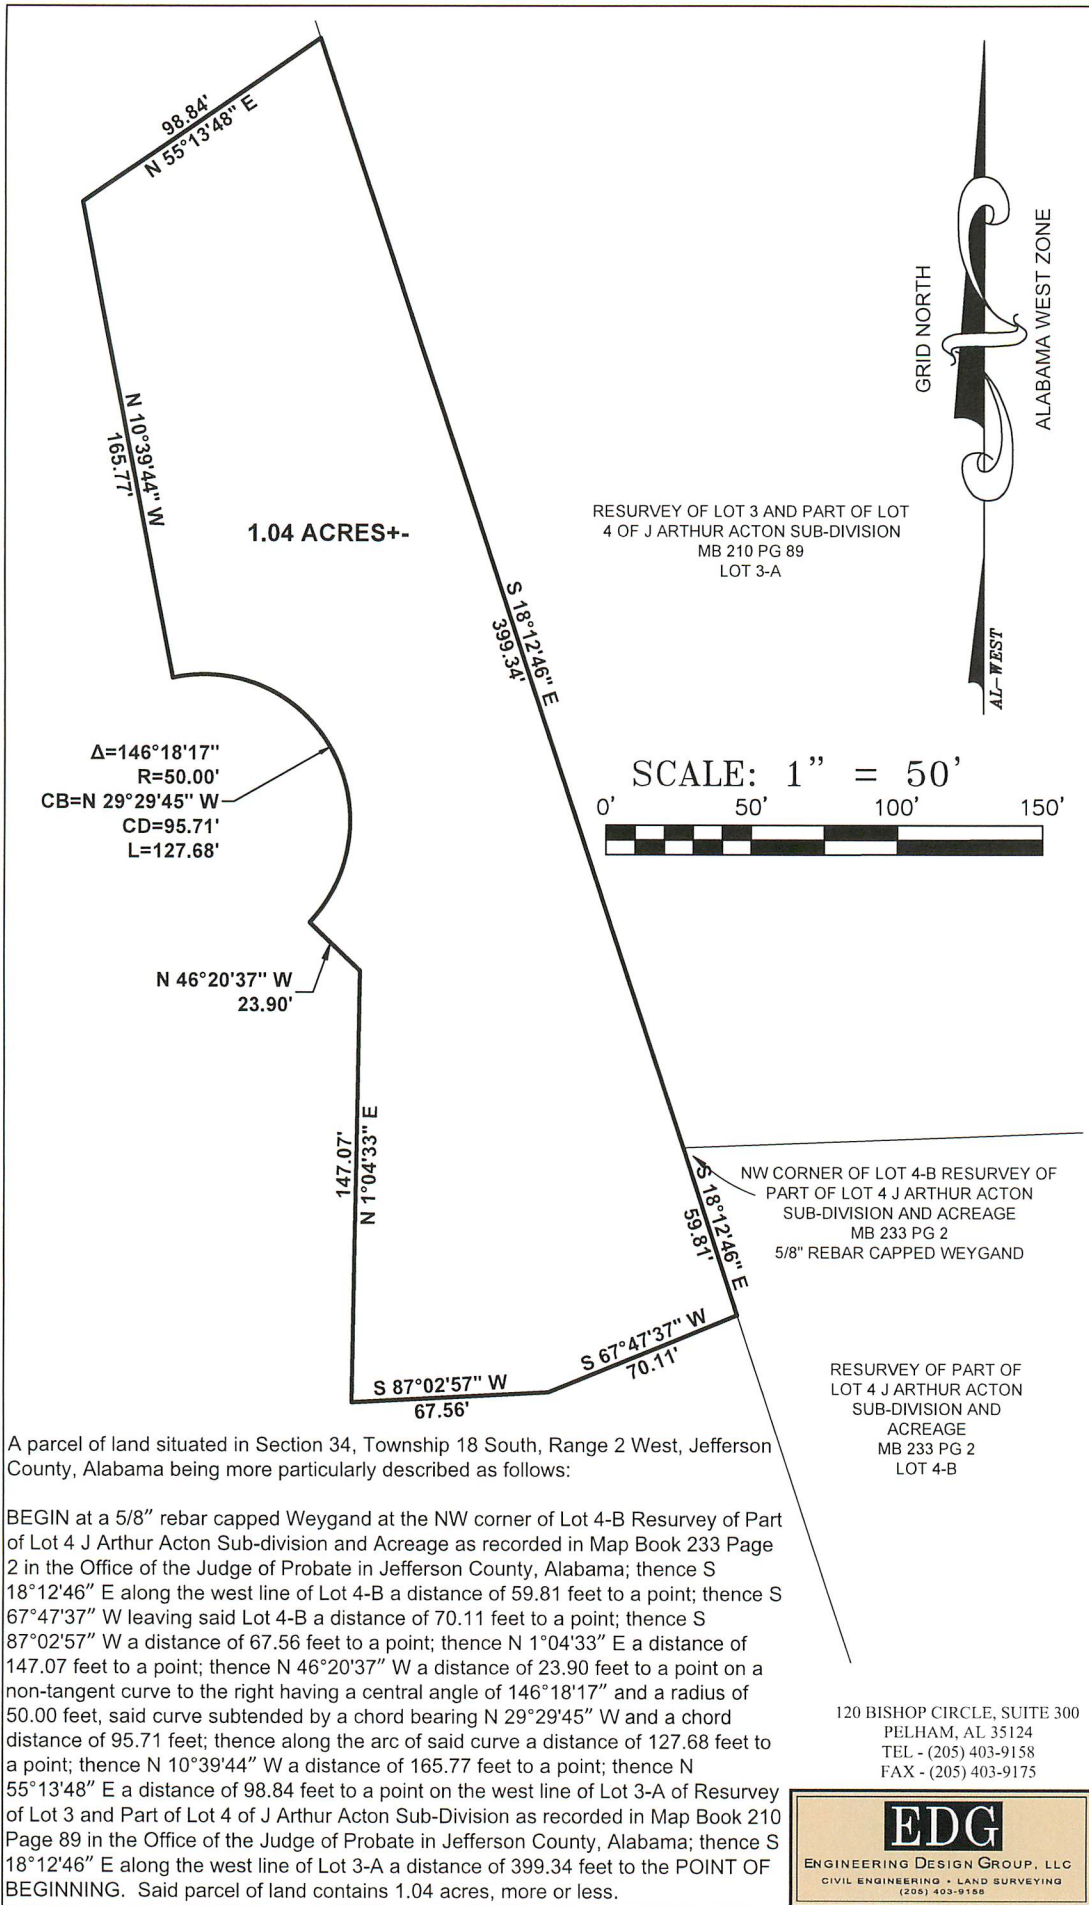 98.84'
N 55°13'48" E
GRID NORTH
ALABAMA WEST ZONE
AL-WEST
N 10°39'44" W
165.77'
1.04 ACRES+-
RESURVEY OF LOT 3 AND PART OF LOT
4 OF J ARTHUR ACTON SUB-DIVISION
MB 210 PG 89
LOT 3-A
S 18°12'46" E
399.34'
Δ=146°18'17"
R=50.00'
CB=N 29°29'45" W
CD=95.71'
L=127.68'
SCALE: 1" = 50'
0' 50' 100' 150'
N 46°20'37" W
23.90'
147.07'
N 1°04'33" E
NW CORNER OF LOT 4-B RESURVEY OF
PART OF LOT 4 J ARTHUR ACTON
SUB-DIVISION AND ACREAGE
MB 233 PG 2
5/8" REBAR CAPPED WEYGAND
S 18°12'46" E
59.81'
S 67°47'37" W
70.11'
S 87°02'57" W
67.56'
RESURVEY OF PART OF
LOT 4 J ARTHUR ACTON
SUB-DIVISION AND
ACREAGE
MB 233 PG 2
LOT 4-B
A parcel of land situated in Section 34, Township 18 South, Range 2 West, Jefferson
County, Alabama being more particularly described as follows:
BEGIN at a 5/8" rebar capped Weygand at the NW corner of Lot 4-B Resurvey of Part
of Lot 4 J Arthur Acton Sub-division and Acreage as recorded in Map Book 233 Page
2 in the Office of the Judge of Probate in Jefferson County, Alabama; thence S
18°12'46" E along the west line of Lot 4-B a distance of 59.81 feet to a point; thence S
67°47'37" W leaving said Lot 4-B a distance of 70.11 feet to a point; thence S
87°02'57" W a distance of 67.56 feet to a point; thence N 1°04'33" E a distance of
147.07 feet to a point; thence N 46°20'37" W a distance of 23.90 feet to a point on a
non-tangent curve to the right having a central angle of 146°18'17" and a radius of
50.00 feet, said curve subtended by a chord bearing N 29°29'45" W and a chord
distance of 95.71 feet; thence along the arc of said curve a distance of 127.68 feet to
a point; thence N 10°39'44" W a distance of 165.77 feet to a point; thence N
55°13'48" E a distance of 98.84 feet to a point on the west line of Lot 3-A of Resurvey
of Lot 3 and Part of Lot 4 of J Arthur Acton Sub-Division as recorded in Map Book 210
Page 89 in the Office of the Judge of Probate in Jefferson County, Alabama; thence S
18°12'46" E along the west line of Lot 3-A a distance of 399.34 feet to the POINT OF
BEGINNING. Said parcel of land contains 1.04 acres, more or less.
120 BISHOP CIRCLE, SUITE 300
PELHAM, AL 35124
TEL - (205) 403-9158
FAX - (205) 403-9175
EDG
ENGINEERING DESIGN GROUP, LLC
CIVIL ENGINEERING • LAND SURVEYING
(205) 403-9158